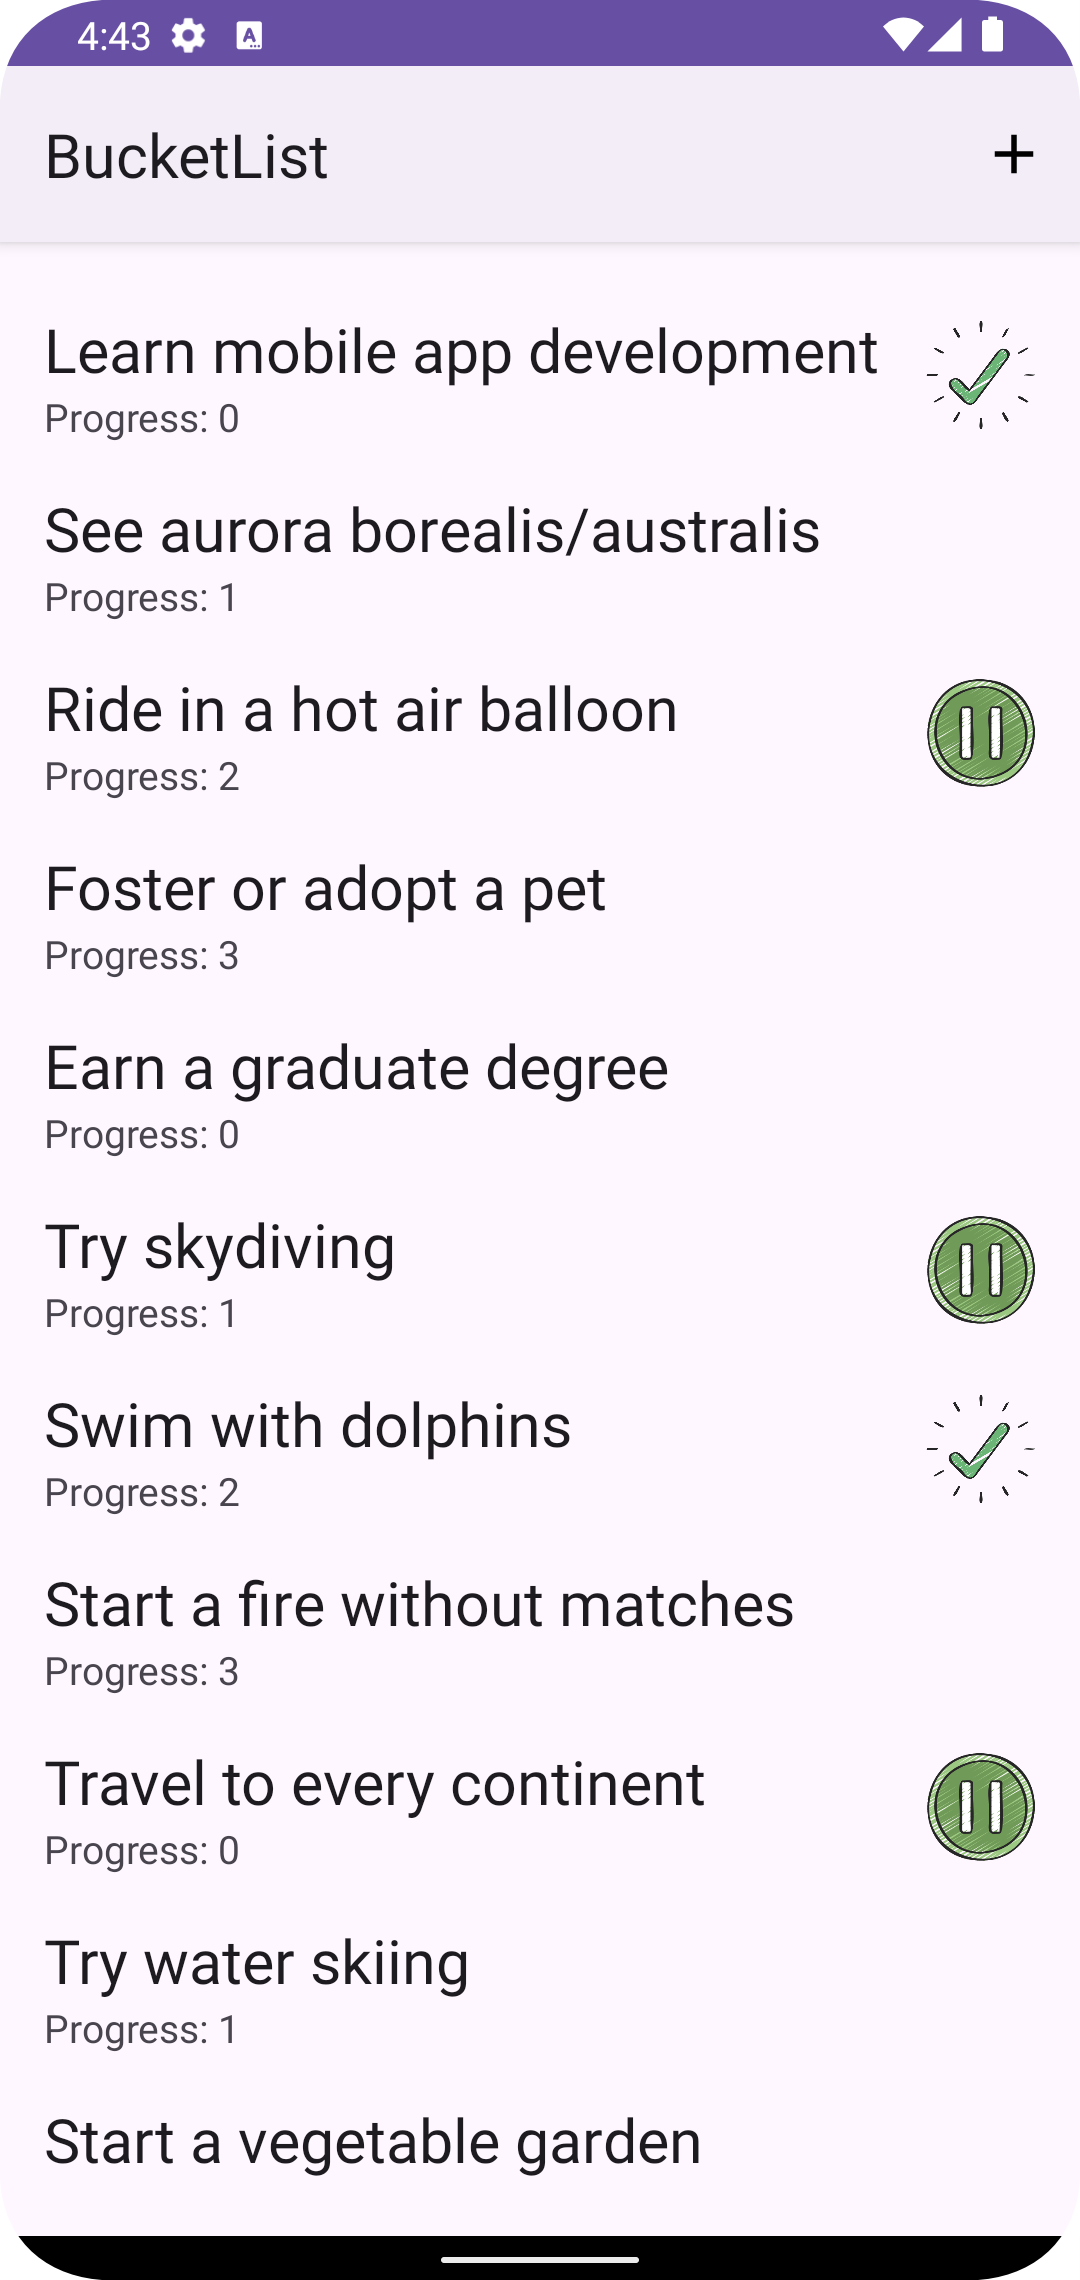 4:43
BucketList
Learn mobile app development
Progress: 0
See aurora borealis/australis
Progress: 1
Ride in a hot air balloon
Progress: 2
Foster or adopt a pet
Progress: 3
Earn a graduate degree
Progress: 0
Try skydiving
Progress: 1
Swim with dolphins
Progress: 2
Start a fire without matches
Progress: 3
Travel to every continent
Progress: 0
Try water skiing
Progress: 1
Start a vegetable garden